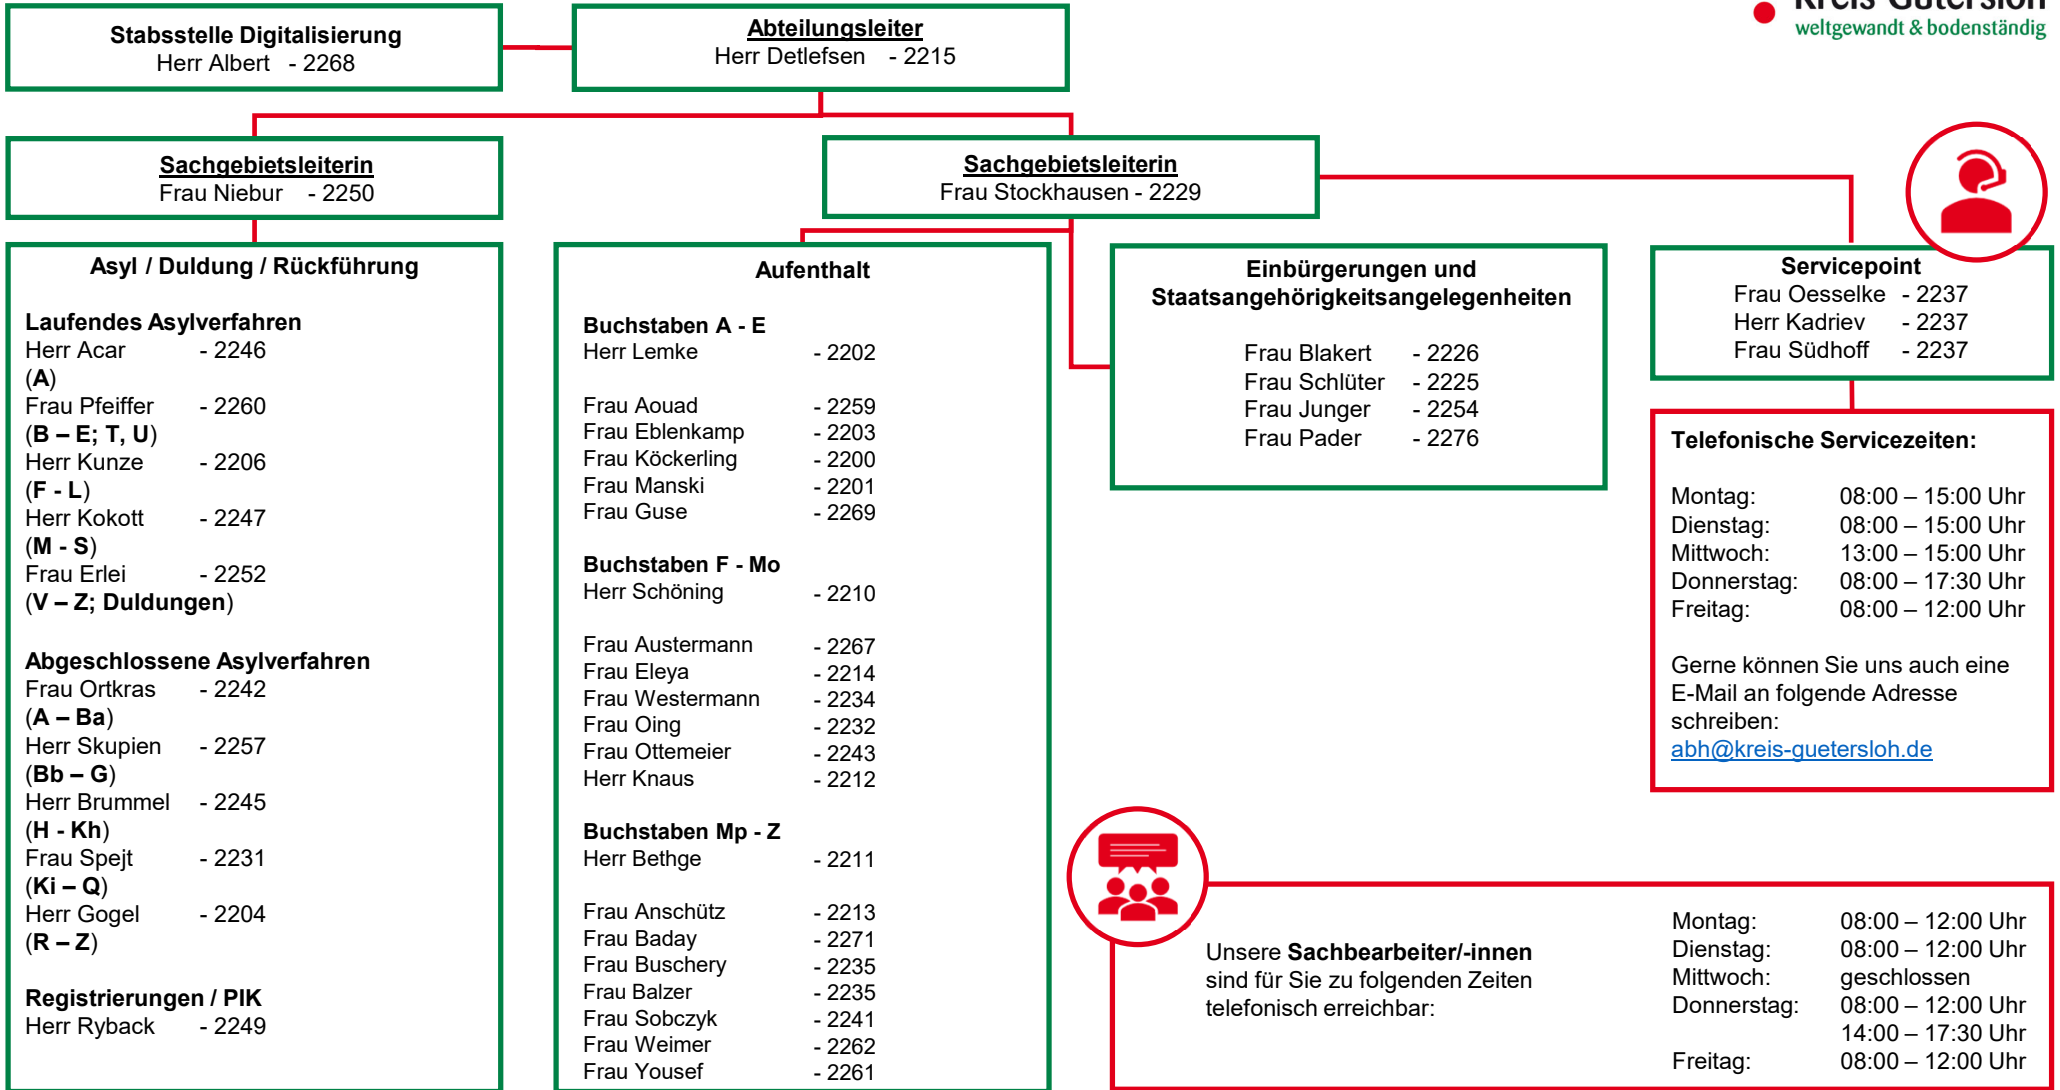 Kreis Gütersloh
weltgewandt & bodenständig
Stabsstelle Digitalisierung
Herr Albert - 2268
Abteilungsleiter
Herr Detlefsen - 2215
Sachgebietsleiterin
Frau Niebur - 2250
Sachgebietsleiterin
Frau Stockhausen - 2229
Asyl / Duldung / Rückführung
Laufendes Asylverfahren
Herr Acar - 2246
(A)
Frau Pfeiffer - 2260
(B – E; T, U)
Herr Kunze - 2206
(F - L)
Herr Kokott - 2247
(M - S)
Frau Erlei - 2252
(V – Z; Duldungen)
Abgeschlossene Asylverfahren
Frau Ortkras - 2242
(A – Ba)
Herr Skupien - 2257
(Bb – G)
Herr Brummel - 2245
(H - Kh)
Frau Spejt - 2231
(Ki – Q)
Herr Gogel - 2204
(R – Z)
Registrierungen / PIK
Herr Ryback - 2249
Aufenthalt
Buchstaben A - E
Herr Lemke - 2202
Frau Aouad - 2259
Frau Eblenkamp - 2203
Frau Köckerling - 2200
Frau Manski - 2201
Frau Guse - 2269
Buchstaben F - Mo
Herr Schöning - 2210
Frau Austermann - 2267
Frau Eleya - 2214
Frau Westermann - 2234
Frau Oing - 2232
Frau Ottemeier - 2243
Herr Knaus - 2212
Buchstaben Mp - Z
Herr Bethge - 2211
Frau Anschütz - 2213
Frau Baday - 2271
Frau Buschery - 2235
Frau Balzer - 2235
Frau Sobczyk - 2241
Frau Weimer - 2262
Frau Yousef - 2261
Einbürgerungen und
Staatsangehörigkeitsangelegenheiten
Frau Blakert - 2226
Frau Schlüter - 2225
Frau Junger - 2254
Frau Pader - 2276
Servicepoint
Frau Oesselke - 2237
Herr Kadriev - 2237
Frau Südhoff - 2237
Telefonische Servicezeiten:
Montag: 08:00 – 15:00 Uhr
Dienstag: 08:00 – 15:00 Uhr
Mittwoch: 13:00 – 15:00 Uhr
Donnerstag: 08:00 – 17:30 Uhr
Freitag: 08:00 – 12:00 Uhr
Gerne können Sie uns auch eine
E-Mail an folgende Adresse
schreiben:
abh@kreis-guetersloh.de
Unsere Sachbearbeiter/-innen
sind für Sie zu folgenden Zeiten
telefonisch erreichbar:
Montag: 08:00 – 12:00 Uhr
Dienstag: 08:00 – 12:00 Uhr
Mittwoch: geschlossen
Donnerstag: 08:00 – 12:00 Uhr
14:00 – 17:30 Uhr
Freitag: 08:00 – 12:00 Uhr